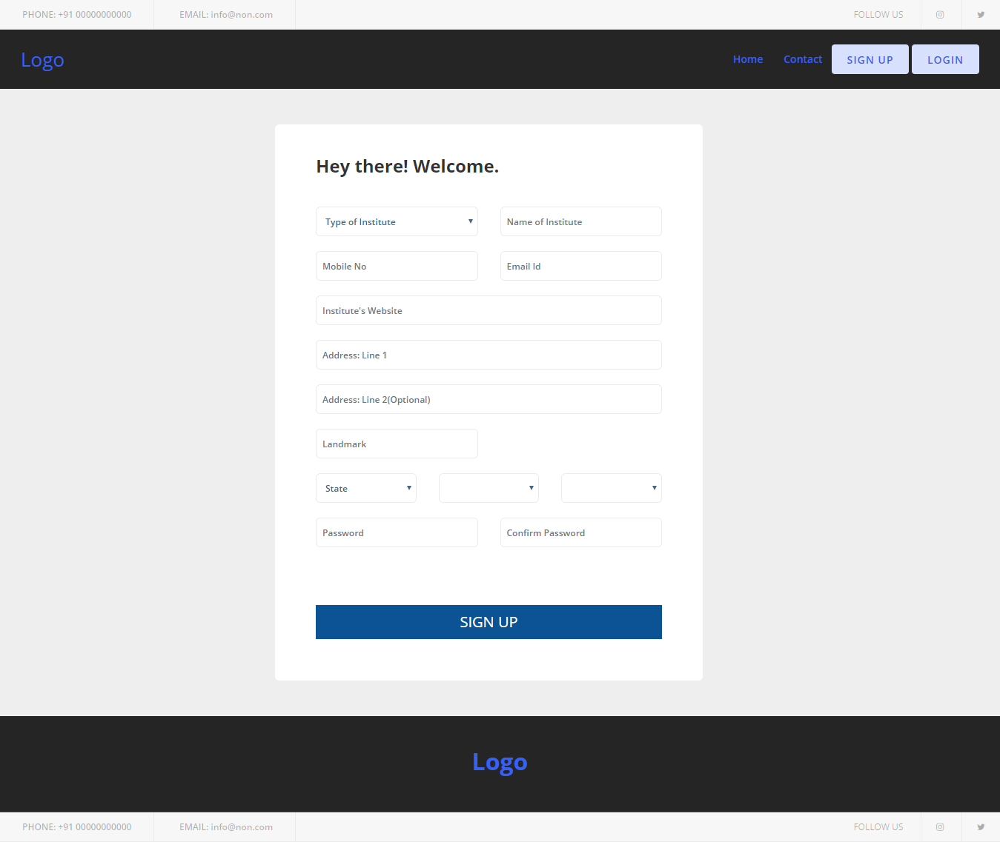 PHONE: +91 00000000000 EMAIL: info@non.com FOLLOW US
Logo Home Contact SIGN UP LOGIN
Hey there! Welcome.
Type of Institute Name of Institute
Mobile No Email Id
Institute's Website
Address: Line 1
Address: Line 2(Optional)
Landmark
State
Password Confirm Password
SIGN UP
Logo
PHONE: +91 00000000000 EMAIL: info@non.com FOLLOW US